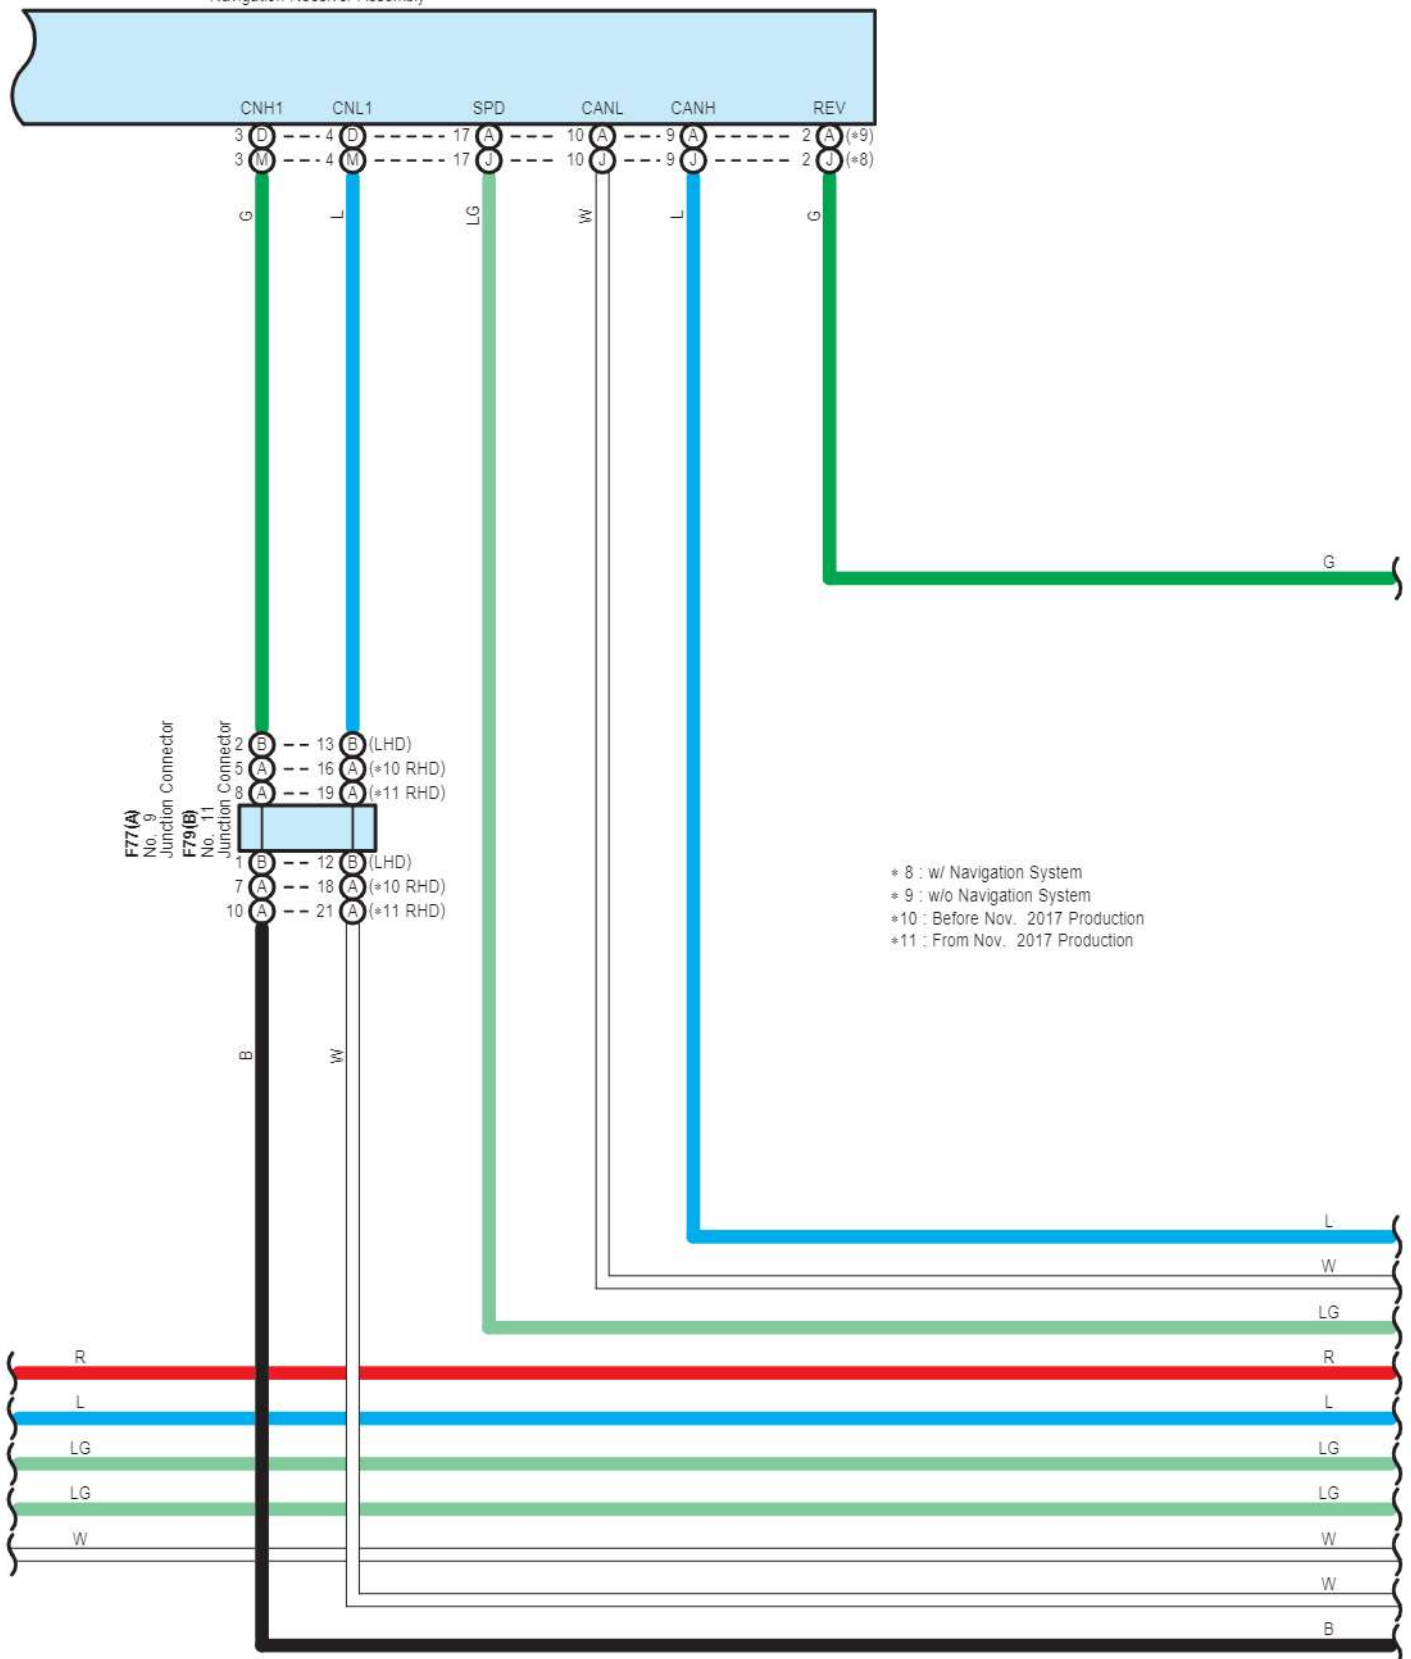 Navigation Receiver Assembly
CNH1 CNL1 SPD CANL CANH REV
3 D 4 D 17 A 10 A 9 A 2 A (*9)
3 M 4 M 17 J 10 J 9 J 2 J (*8)
G L LG W L G
G
2 B 13 B (LHD)
5 A 16 A (*10 RHD)
8 A 19 A (*11 RHD)
F77(A)
No. 9
Junction Connector
F79(B)
No. 11
Junction Connector
1 B 12 B (LHD)
7 A 18 A (*10 RHD)
10 A 21 A (*11 RHD)
* 8 : w/ Navigation System
* 9 : w/o Navigation System
*10 : Before Nov. 2017 Production
*11 : From Nov. 2017 Production
B W
L
W
LG
R R
L L
LG LG
LG LG
W W
W
B